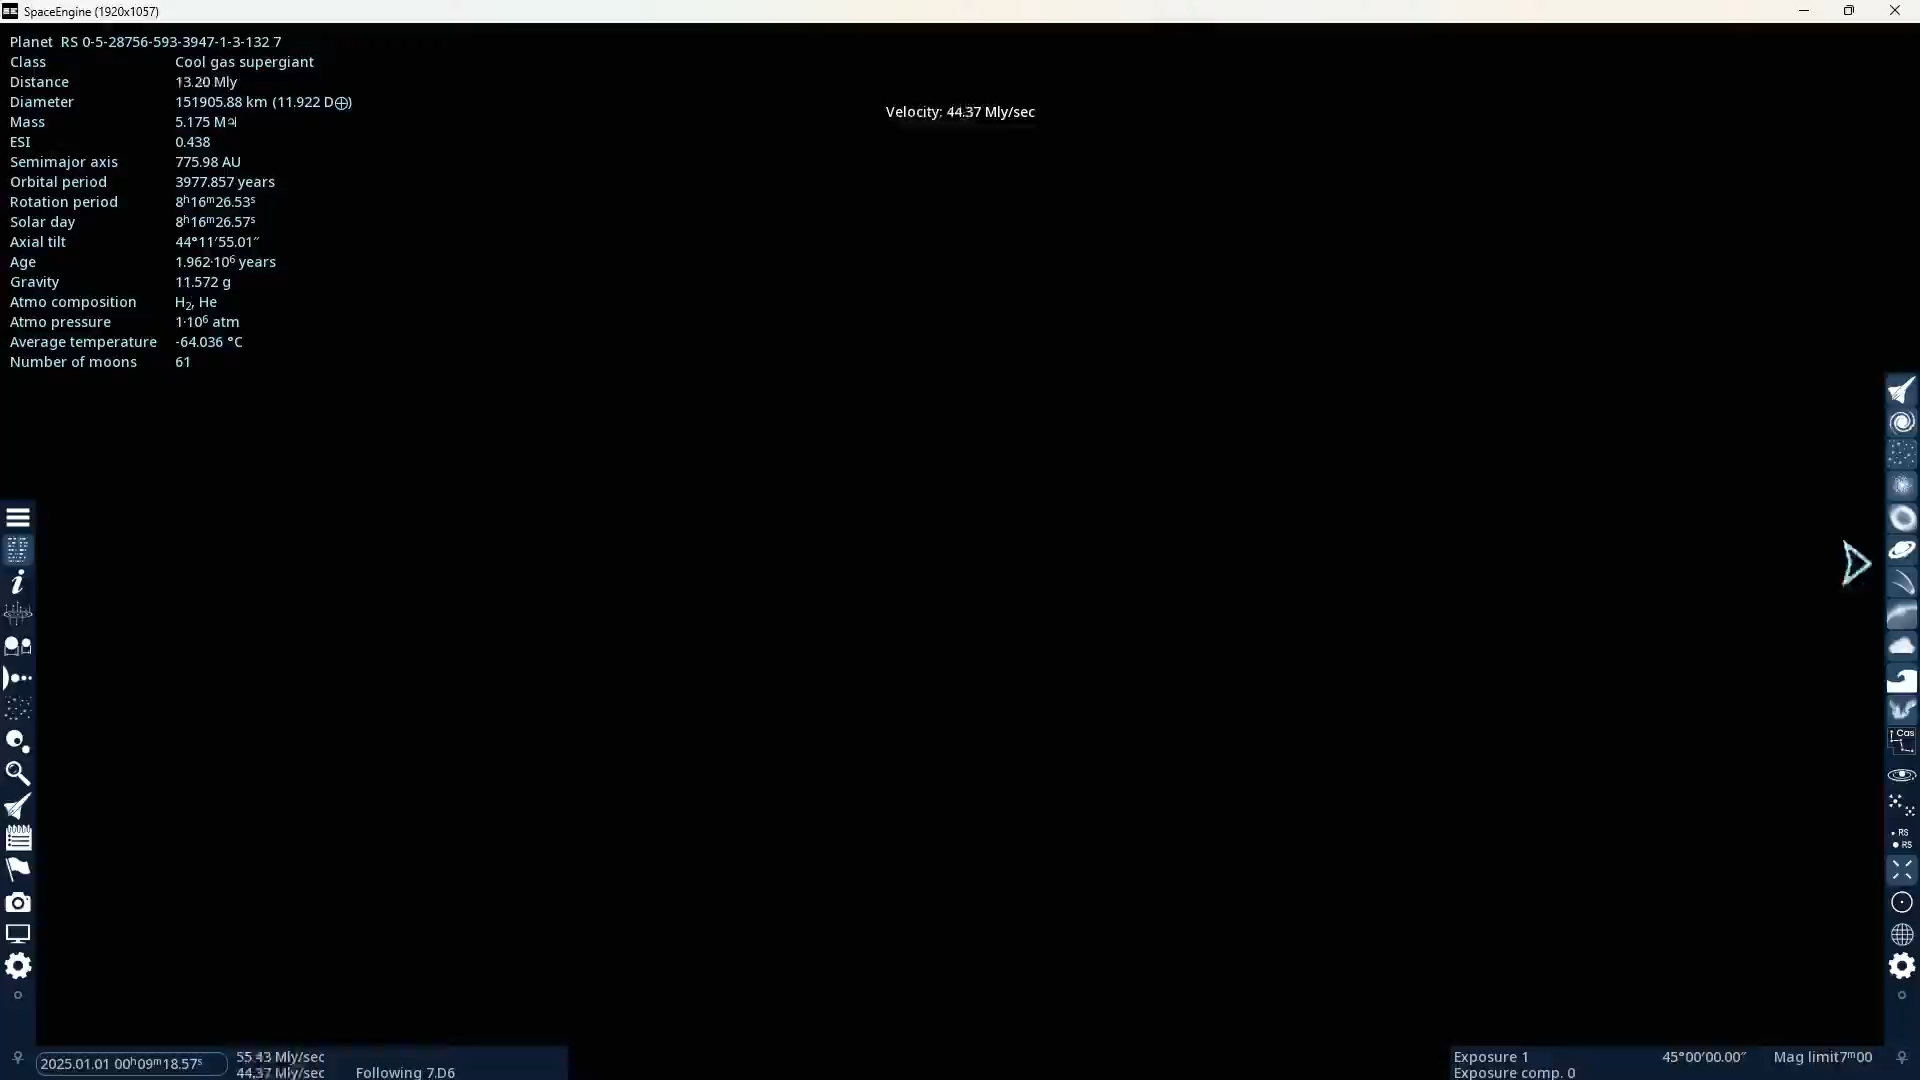 SpaceEngine (1920x1057)
Planet RS 0-5-28756-593-3947-1-3-132 7
Class Cool gas supergiant
Distance 13.20 Mly
Diameter 151905.88 km (11.922 D⊕)
Mass 5.175 M♃
ESI 0.438
Semimajor axis 775.98 AU
Orbital period 3977.857 years
Rotation period 8ʰ16ᵐ26.53ˢ
Solar day 8ʰ16ᵐ26.57ˢ
Axial tilt 44°11′55.01″
Age 1.962·10⁶ years
Gravity 11.572 g
Atmo composition H₂, He
Atmo pressure 1·10⁶ atm
Average temperature -64.036 °C
Number of moons 61
Velocity: 44.37 Mly/sec
Cas
RS
RS
2025.01.01 00ʰ09ᵐ18.57ˢ
55.43 Mly/sec
44.37 Mly/sec Following 7.D6
Exposure 1 45°00′00.00″ Mag limit7ᵐ00
Exposure comp. 0